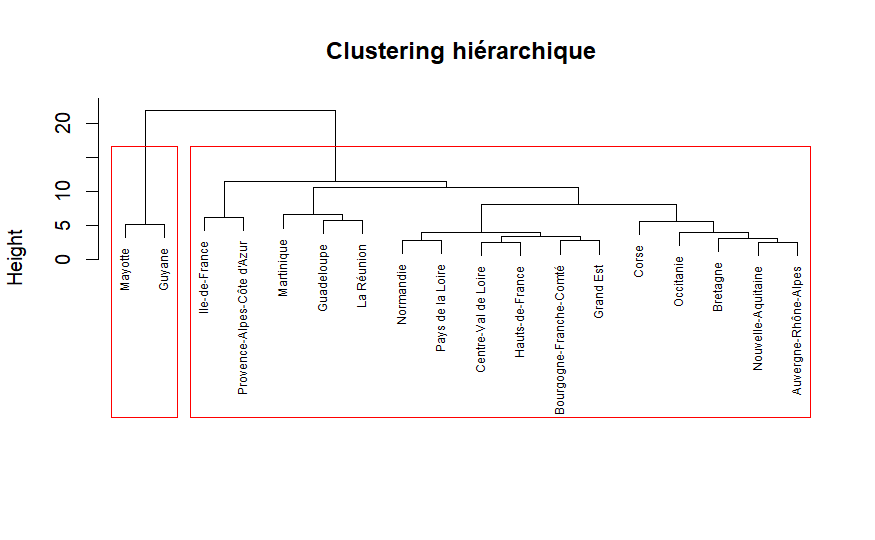 Clustering hiérarchique
Height
20
10
5
0
Mayotte
Guyane
Ile-de-France
Provence-Alpes-Côte d'Azur
Martinique
Guadeloupe
La Réunion
Normandie
Pays de la Loire
Centre-Val de Loire
Hauts-de-France
Bourgogne-Franche-Comté
Grand Est
Corse
Occitanie
Bretagne
Nouvelle-Aquitaine
Auvergne-Rhône-Alpes